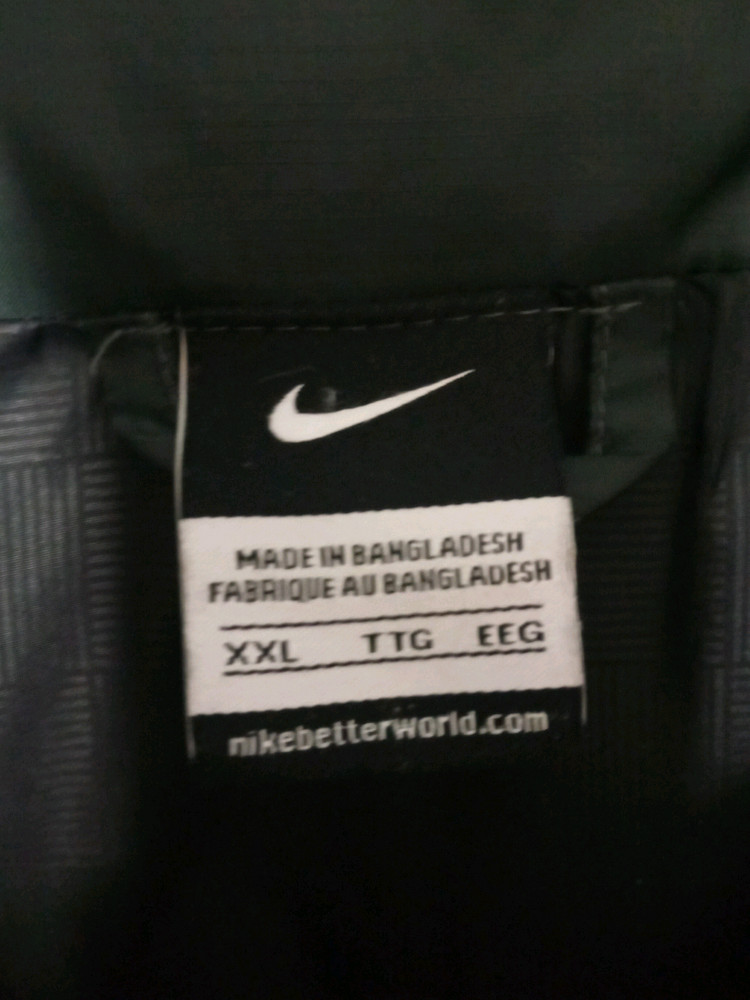 MADE IN BANGLADESH
FABRIQUE AU BANGLADESH
XXL TTG EEG
nikebetterworld.com